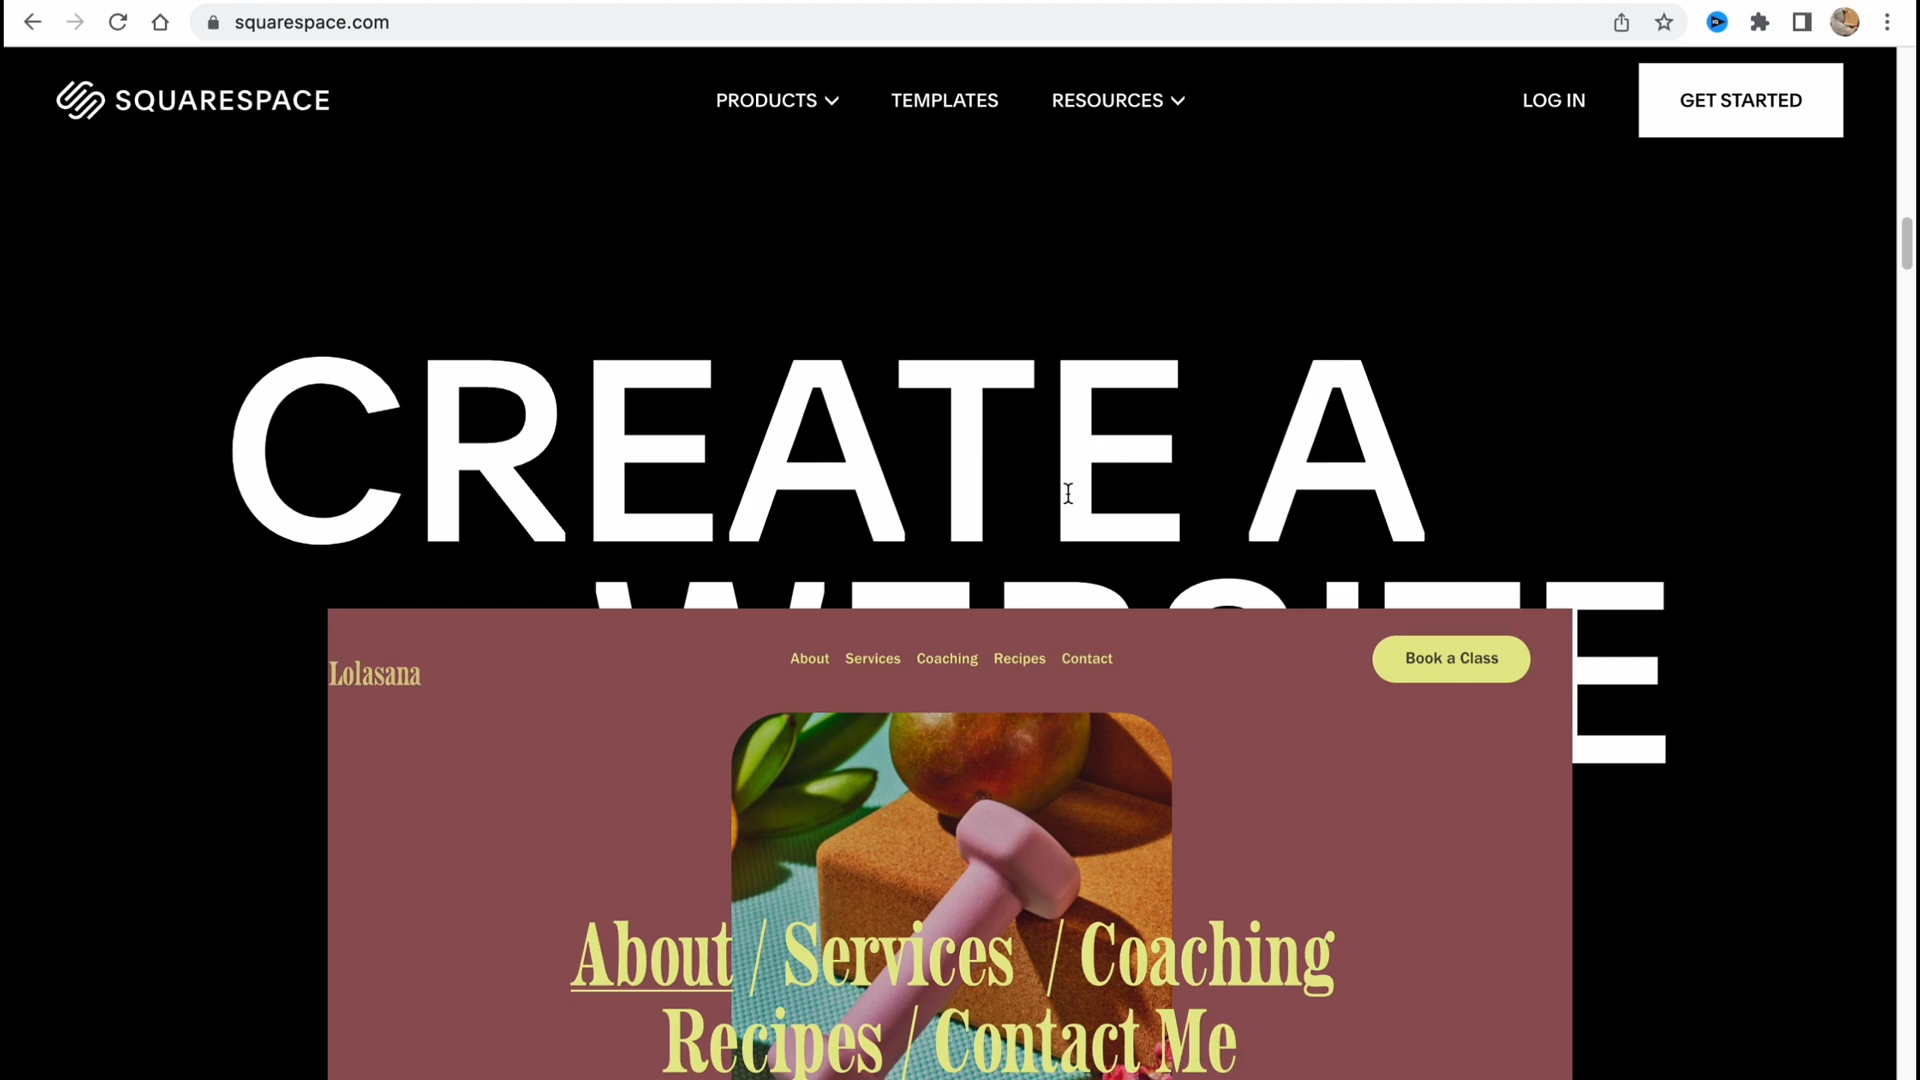 squarespace.com
SQUARESPACE
PRODUCTS
TEMPLATES
RESOURCES
LOG IN
GET STARTED
CREATE A
WEBSITE
Lolasana
About
Services
Coaching
Recipes
Contact
Book a Class
About / Services / Coaching
Recipes / Contact Me